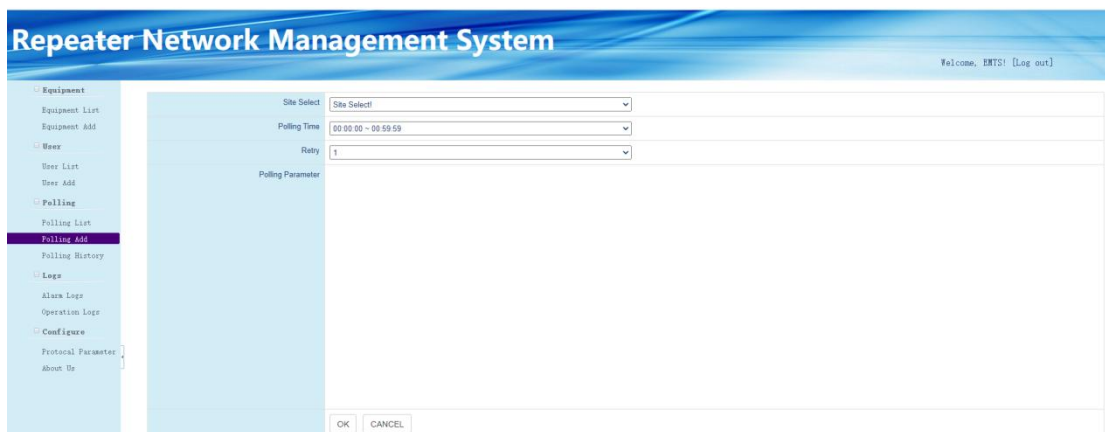 Repeater Network Management System
Welcome, EMTS! [Log out]
Equipment
Equipment List
Equipment Add
User
User List
User Add
Polling
Polling List
Polling Add
Polling History
Logs
Alarm Logs
Operation Logs
Configure
Protocal Parameter
About Us
Site Select Site Select!
Polling Time 00:00:00 ~ 00:59:59
Retry 1
Polling Parameter
OK CANCEL